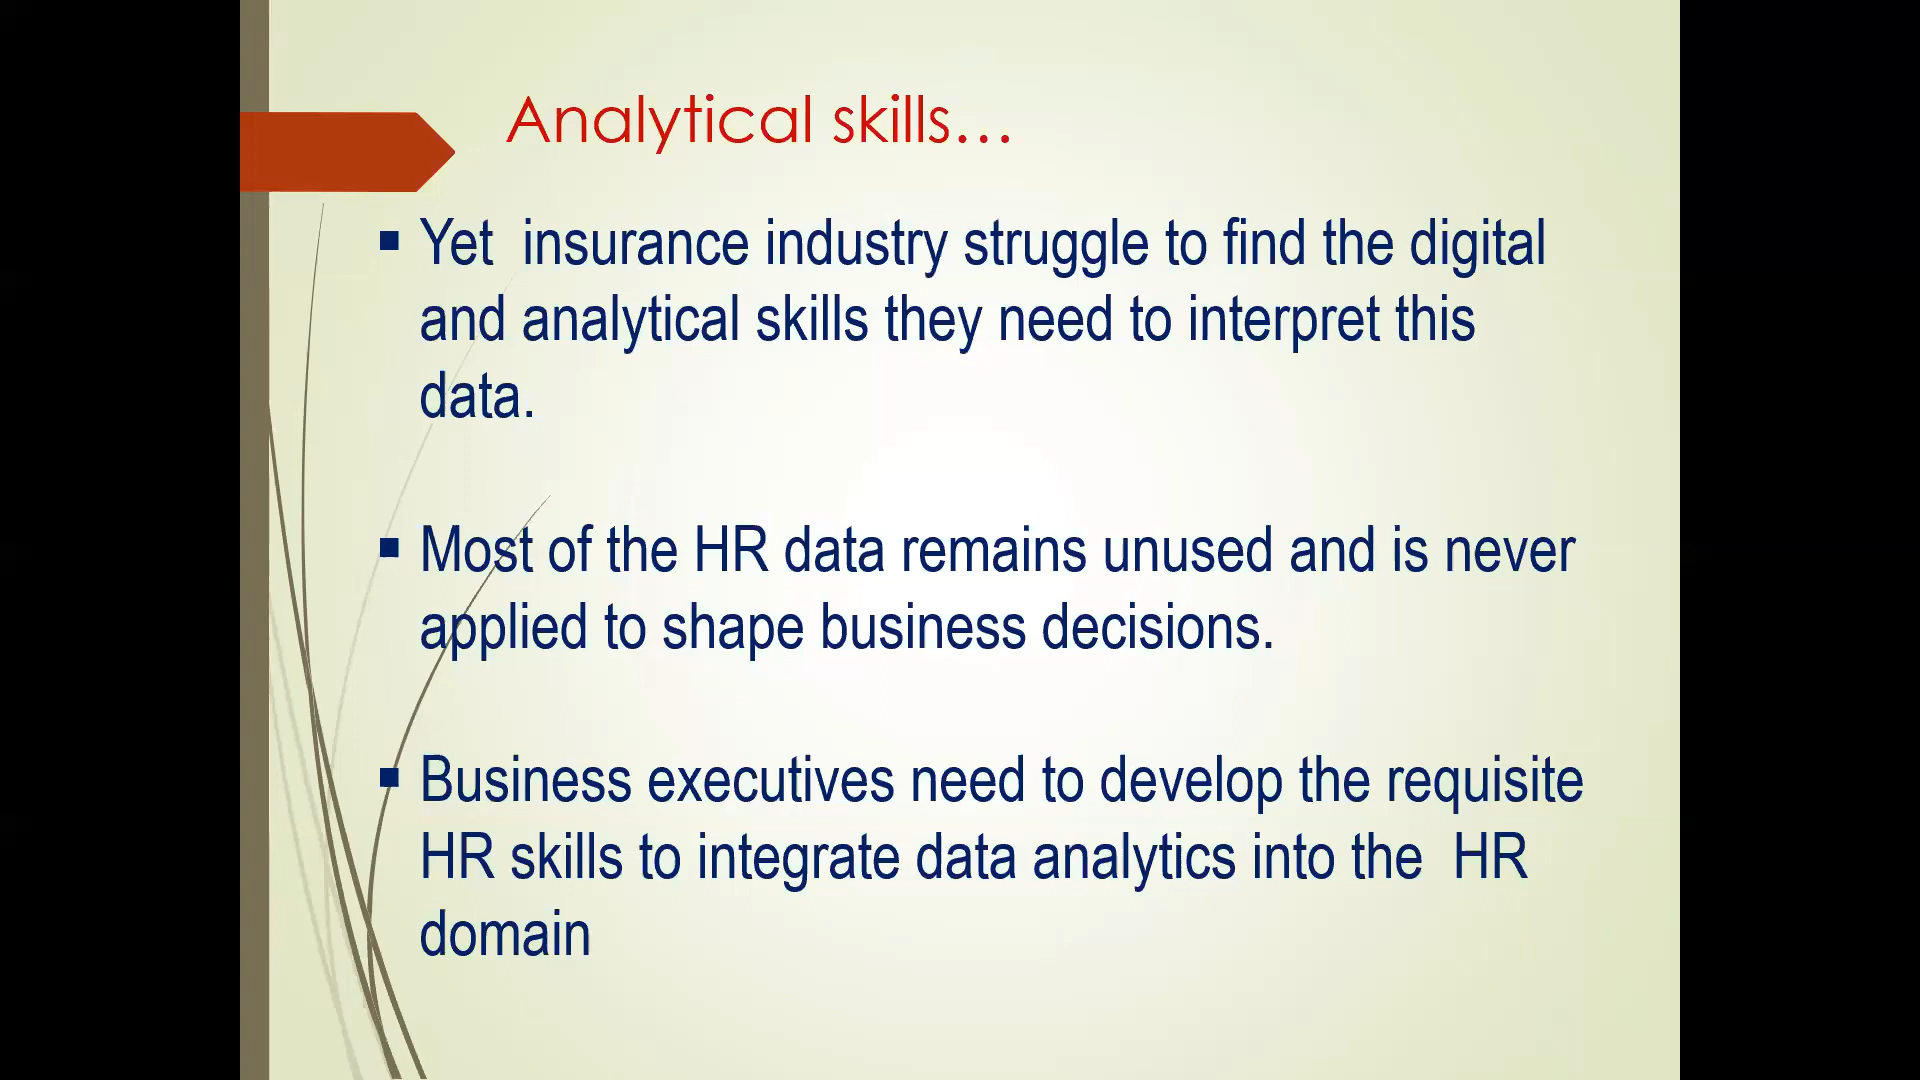 Analytical skills...
▪ Yet  insurance industry struggle to find the digital
and analytical skills they need to interpret this
data.
▪ Most of the HR data remains unused and is never
applied to shape business decisions.
▪ Business executives need to develop the requisite
HR skills to integrate data analytics into the  HR
domain